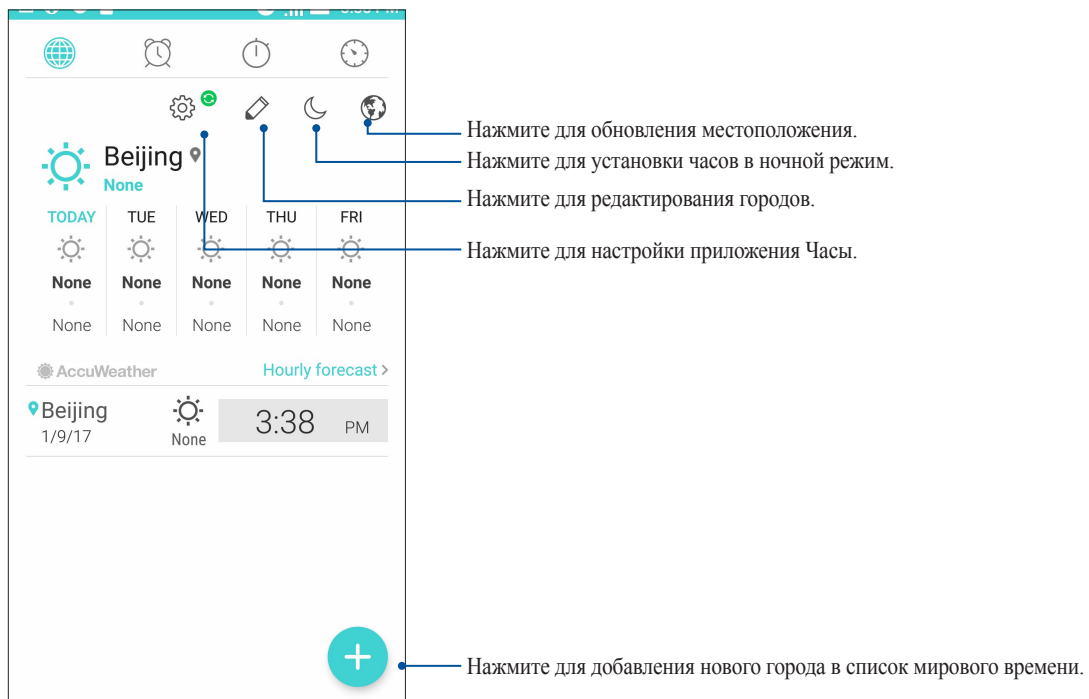 Нажмите для обновления местоположения.
Нажмите для установки часов в ночной режим.
Beijing
None
Нажмите для редактирования городов.
TODAY TUE WED THU FRI
Нажмите для настройки приложения Часы.
None None None None None
None None None None None
AccuWeather Hourly forecast >
Beijing
3:38 PM
1/9/17
None
Нажмите для добавления нового города в список мирового времени.